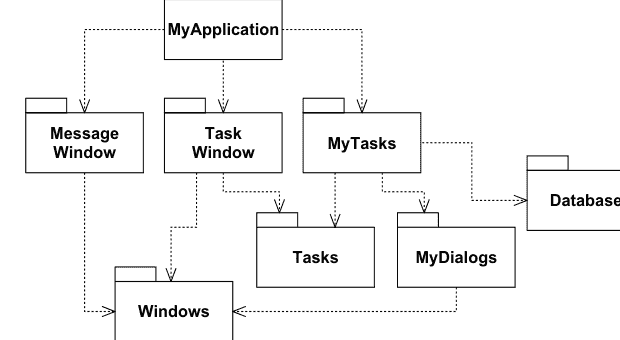 MyApplication
Message
Window
Task
Window
MyTasks
Database
Tasks
MyDialogs
Windows